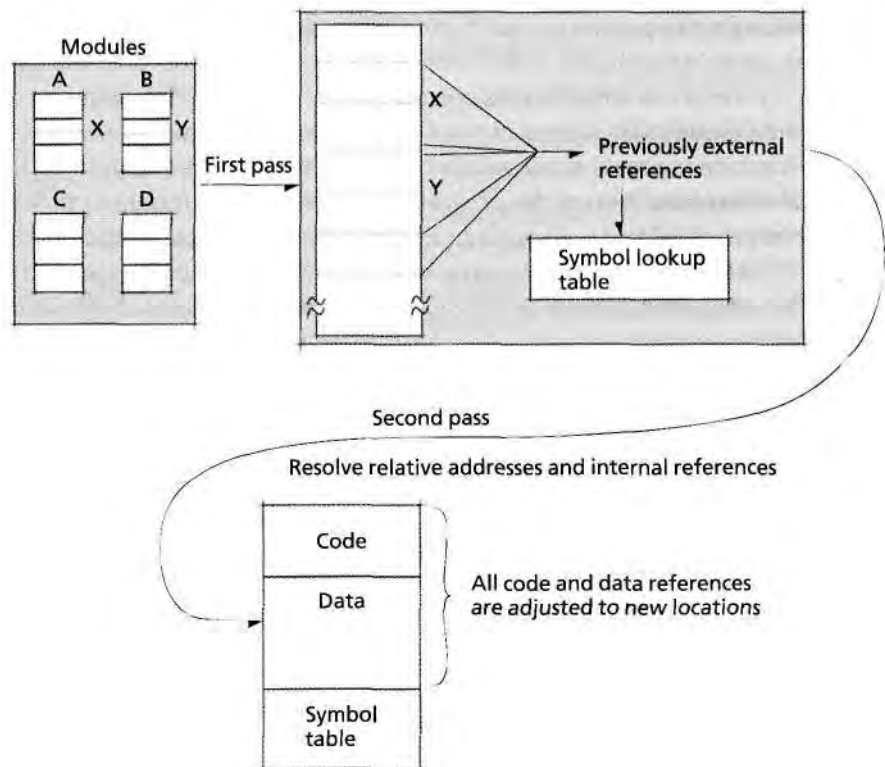 Modules
A B
X Y
C D
First pass
X
Y
Previously external
references
Symbol lookup
table
Second pass
Resolve relative addresses and internal references
Code
Data
All code and data references
are adjusted to new locations
Symbol
table